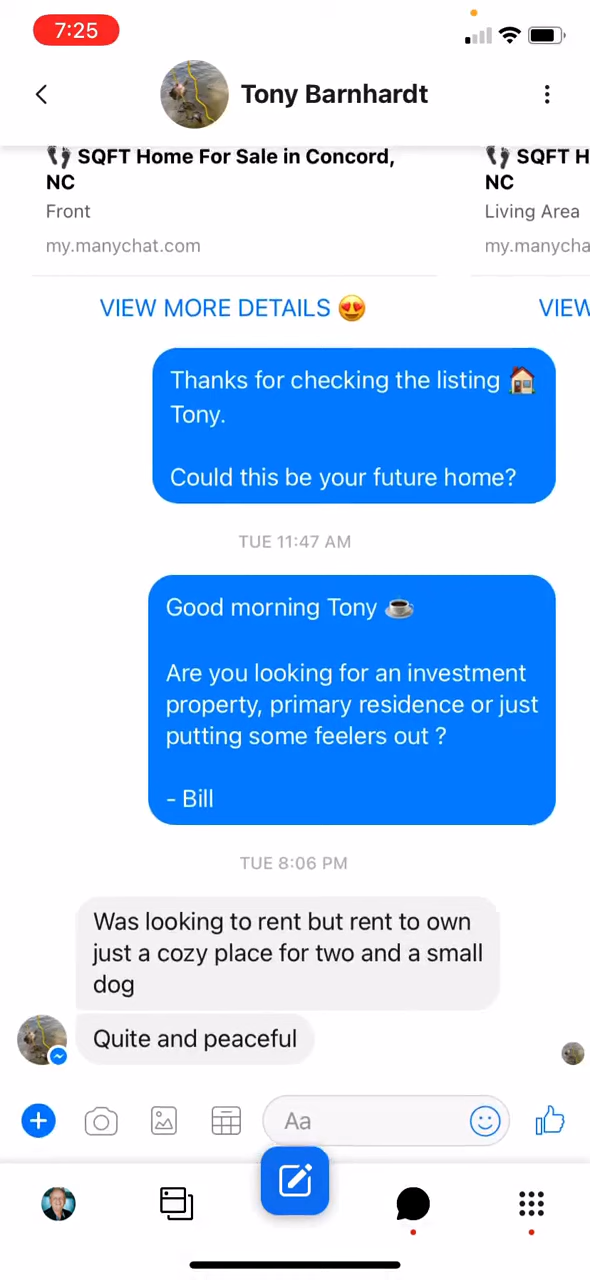 7:25
Tony Barnhardt
👣 SQFT Home For Sale in Concord,
NC
Front
my.manychat.com
VIEW MORE DETAILS 😍
👣 SQFT H
NC
Living Area
my.manycha
VIEW
Thanks for checking the listing 🏠
Tony.
Could this be your future home?
TUE 11:47 AM
Good morning Tony ☕
Are you looking for an investment
property, primary residence or just
putting some feelers out ?
- Bill
TUE 8:06 PM
Was looking to rent but rent to own
just a cozy place for two and a small
dog
Quite and peaceful
Aa